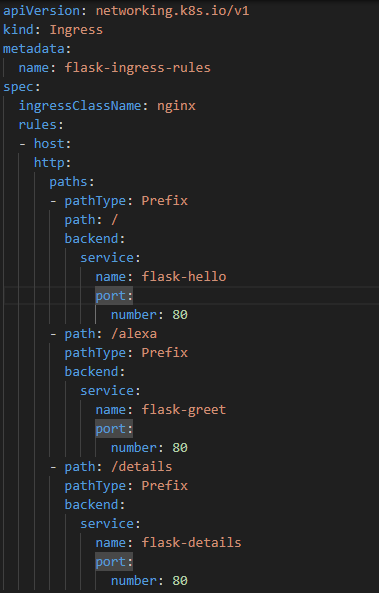 apiVersion: networking.k8s.io/v1
kind: Ingress
metadata:
  name: flask-ingress-rules
spec:
  ingressClassName: nginx
  rules:
  - host:
    http:
      paths:
      - pathType: Prefix
        path: /
        backend:
          service:
            name: flask-hello
            port:
              number: 80
      - path: /alexa
        pathType: Prefix
        backend:
          service:
            name: flask-greet
            port:
              number: 80
      - path: /details
        pathType: Prefix
        backend:
          service:
            name: flask-details
            port:
              number: 80